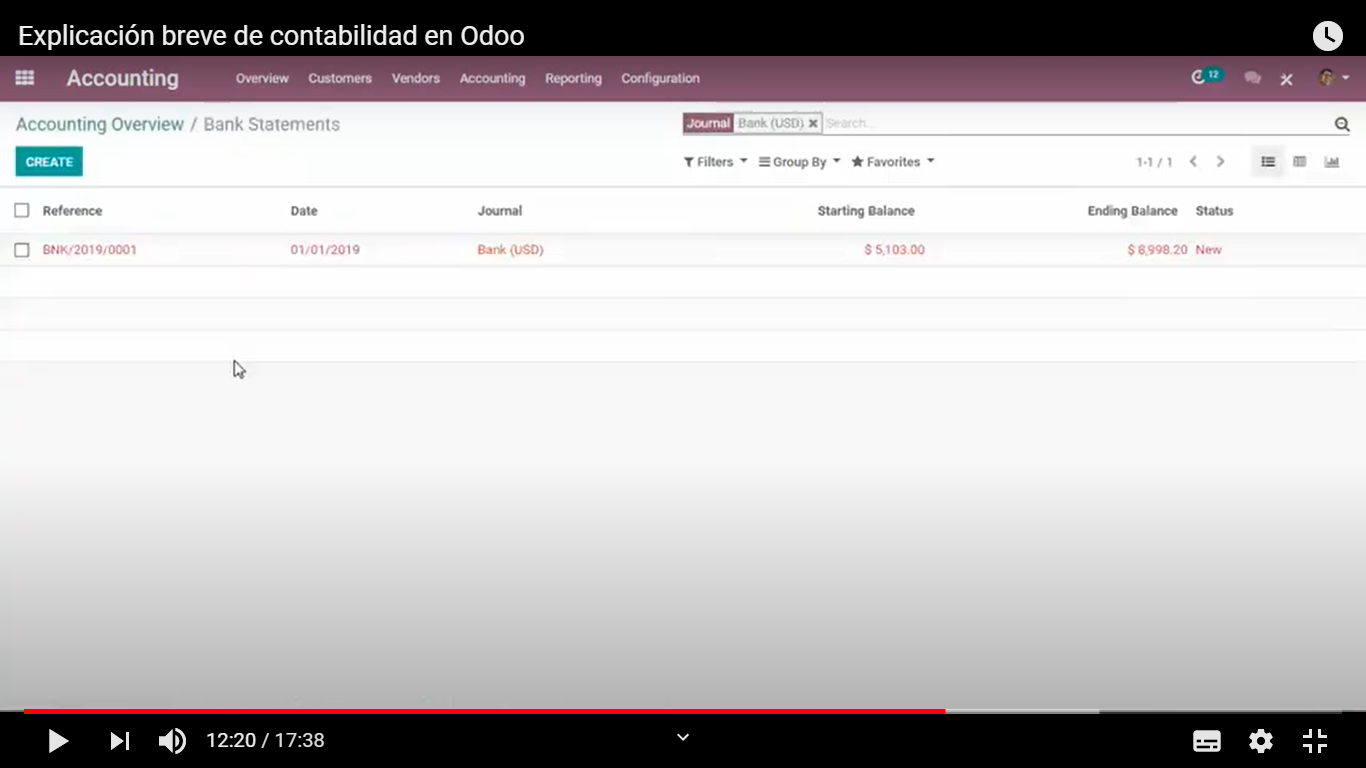 Explicación breve de contabilidad en Odoo
Accounting Overview Customers Vendors Accounting Reporting Configuration 12
Accounting Overview / Bank Statements Journal Bank (USD) × Search...
CREATE Filters Group By Favorites 1-1 / 1
Reference Date Journal Starting Balance Ending Balance Status
BNK/2019/0001 01/01/2019 Bank (USD) $ 5,103.00 $ 8,998.20 New
12:20 / 17:38